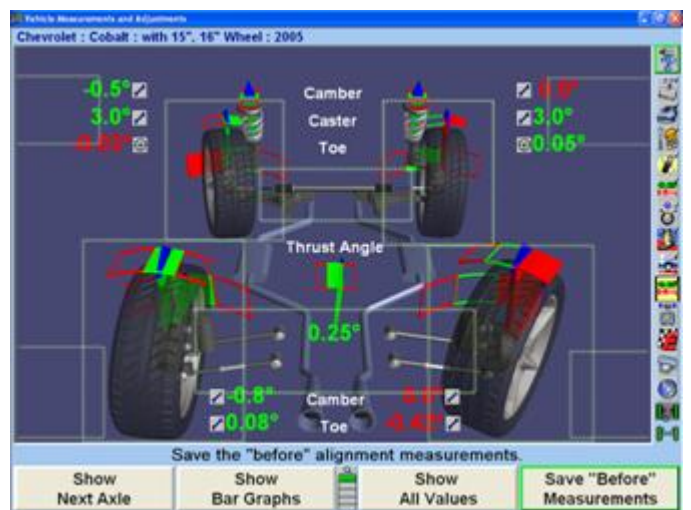 Vehicle Measurements and Adjustments
Chevrolet : Cobalt : with 15", 16" Wheel : 2005
-0.5° Camber
3.0° Caster 3.0°
Toe 0.05°
Thrust Angle
0.25°
-0.8° Camber
0.08° Toe
Save the "before" alignment measurements.
Show Next Axle
Show Bar Graphs
Show All Values
Save "Before" Measurements